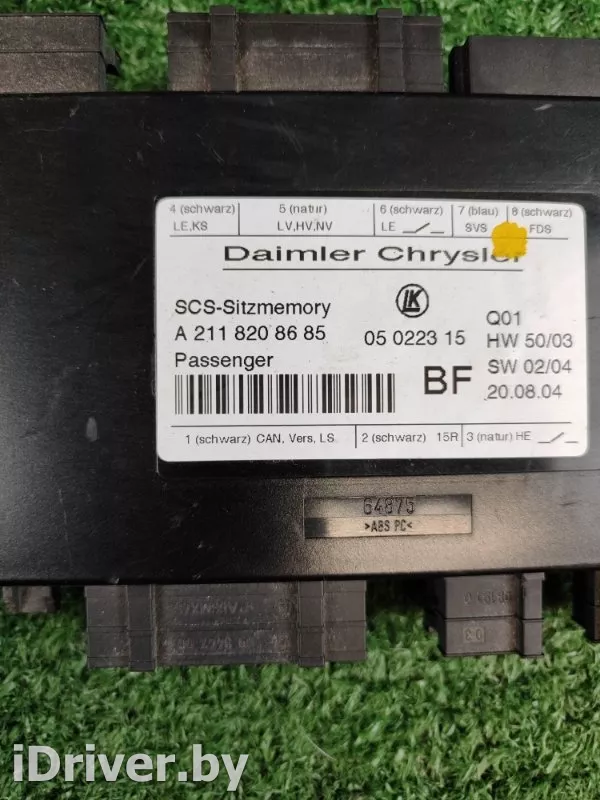 4 (schwarz) 5 (natur) 6 (schwarz) 7 (blau) 8 (schwarz)
LE,KS LV,HV,NV LE SVS FDS
Daimler Chrysler
SCS-Sitzmemory LK Q01
A 211 820 86 85 05 0223 15 HW 50/03
Passenger BF SW 02/04
20.08.04
1 (schwarz) CAN, Vers, LS. 2 (schwarz) 15R 3 (natur) HE
64875
>ABS PC<
iDriver.by